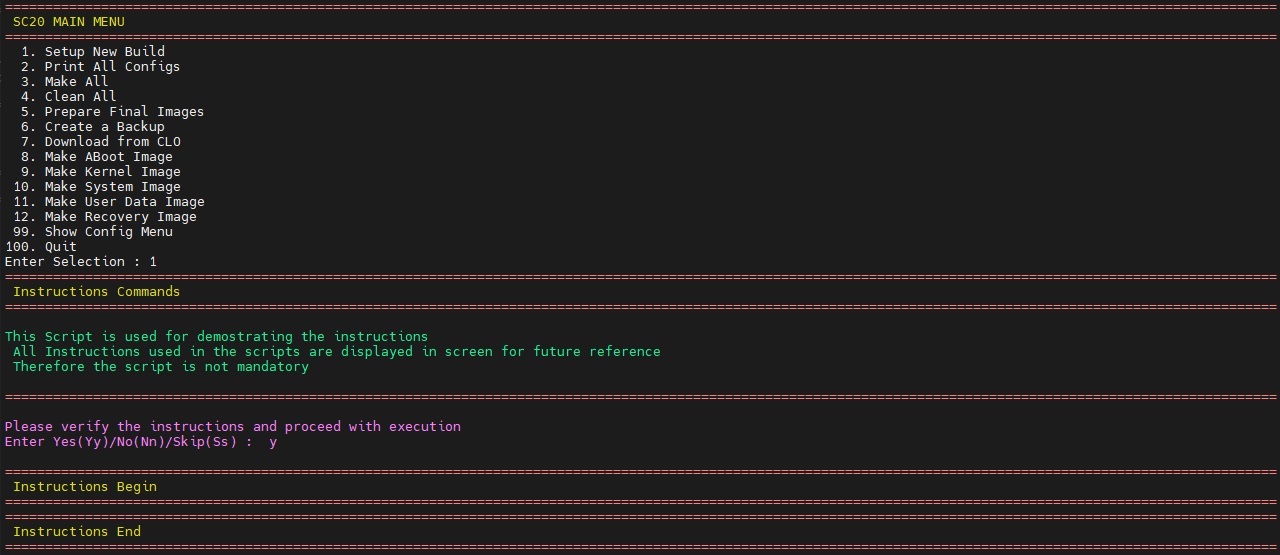 SC20 MAIN MENU
1. Setup New Build
2. Print All Configs
3. Make All
4. Clean All
5. Prepare Final Images
6. Create a Backup
7. Download from CLO
8. Make ABoot Image
9. Make Kernel Image
10. Make System Image
11. Make User Data Image
12. Make Recovery Image
99. Show Config Menu
100. Quit
Enter Selection : 1
Instructions Commands
This Script is used for demostrating the instructions
All Instructions used in the scripts are displayed in screen for future reference
Therefore the script is not mandatory
Please verify the instructions and proceed with execution
Enter Yes(Yy)/No(Nn)/Skip(Ss) :  y
Instructions Begin
Instructions End